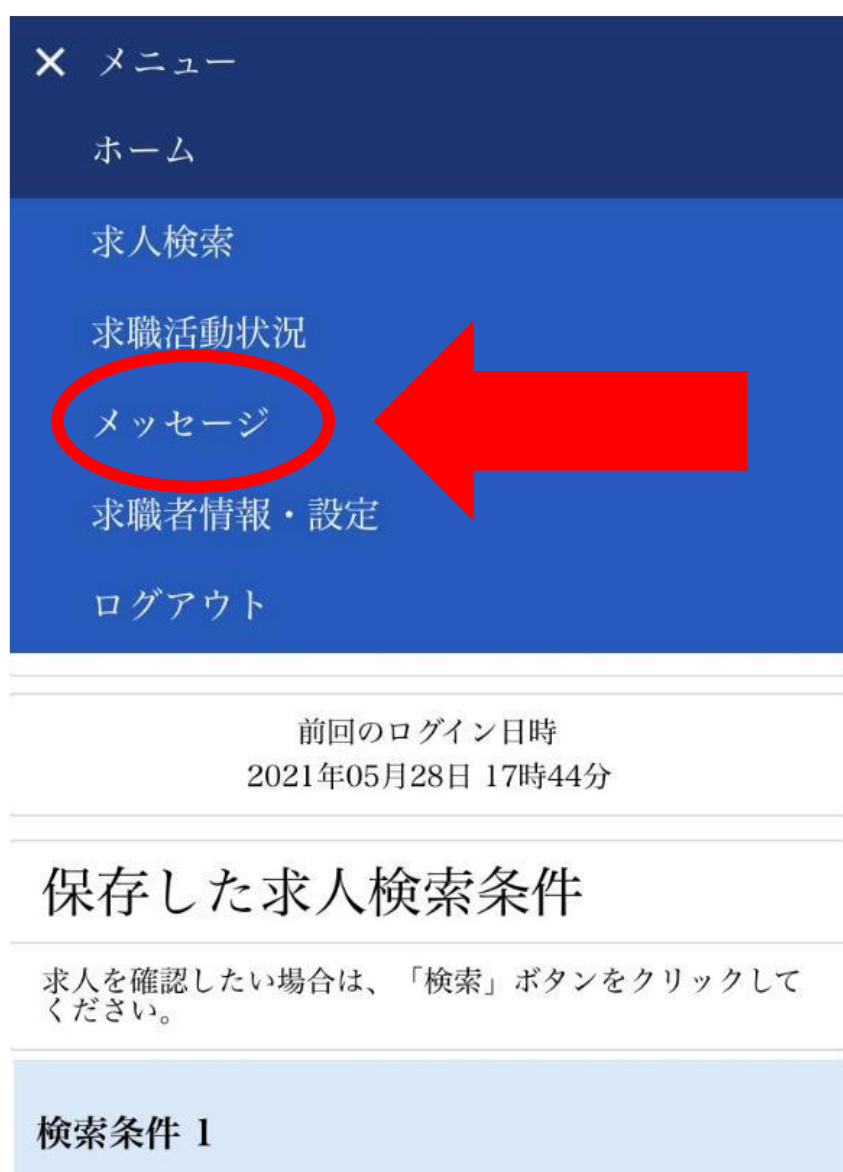 × メニュー
ホーム
求人検索
求職活動状況
メッセージ
求職者情報・設定
ログアウト
前回のログイン日時
2021年05月28日 17時44分
保存した求人検索条件
求人を確認したい場合は、「検索」ボタンをクリックして
ください。
検索条件 1